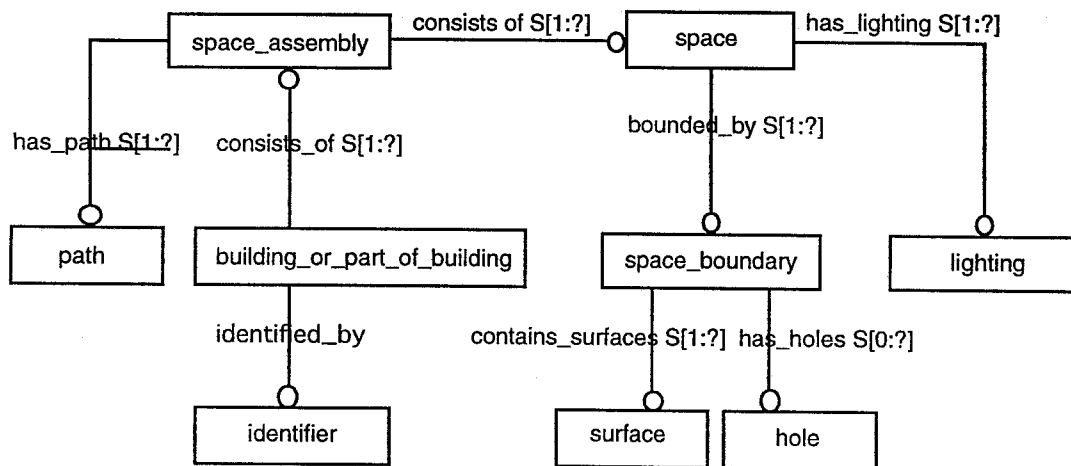 consists of S[1:?]
has_lighting S[1:?]
space_assembly
space
has_path S[1:?]
consists_of S[1:?]
bounded_by S[1:?]
path
building_or_part_of_building
space_boundary
lighting
identified_by
contains_surfaces S[1:?]
has_holes S[0:?]
identifier
surface
hole